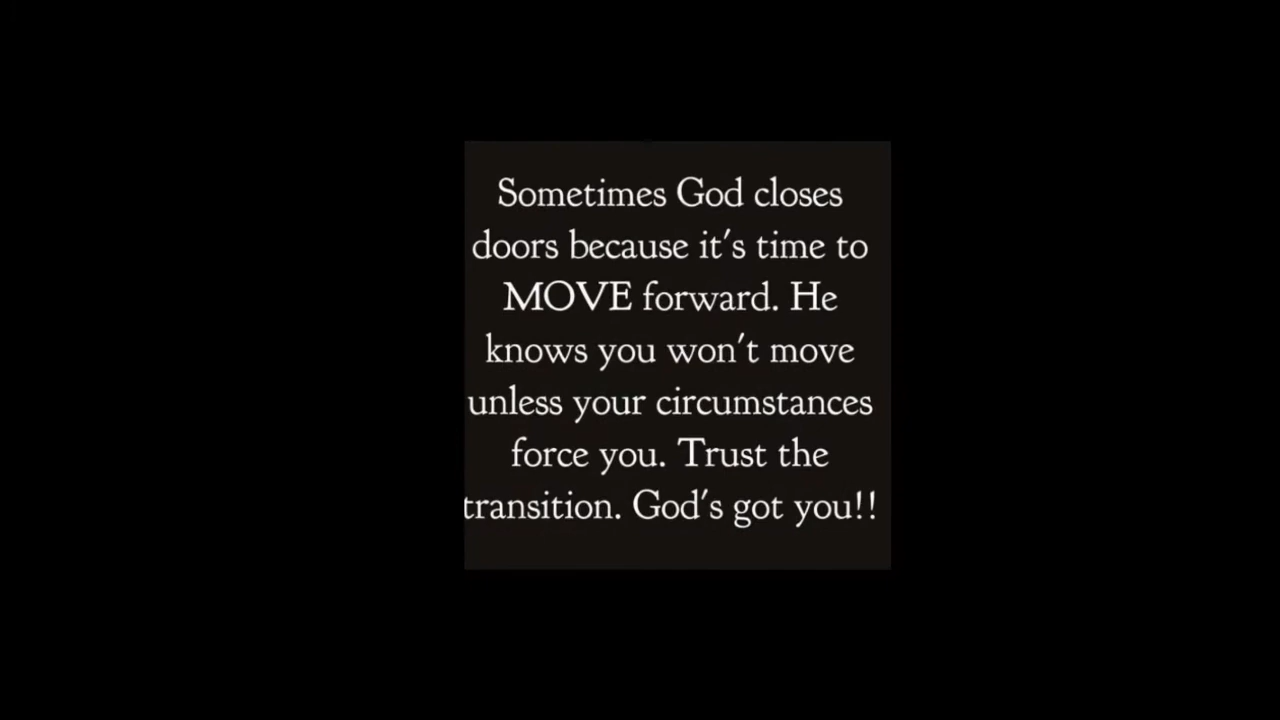 Sometimes God closes
doors because it's time to
MOVE forward. He
knows you won't move
unless your circumstances
force you. Trust the
transition. God's got you!!